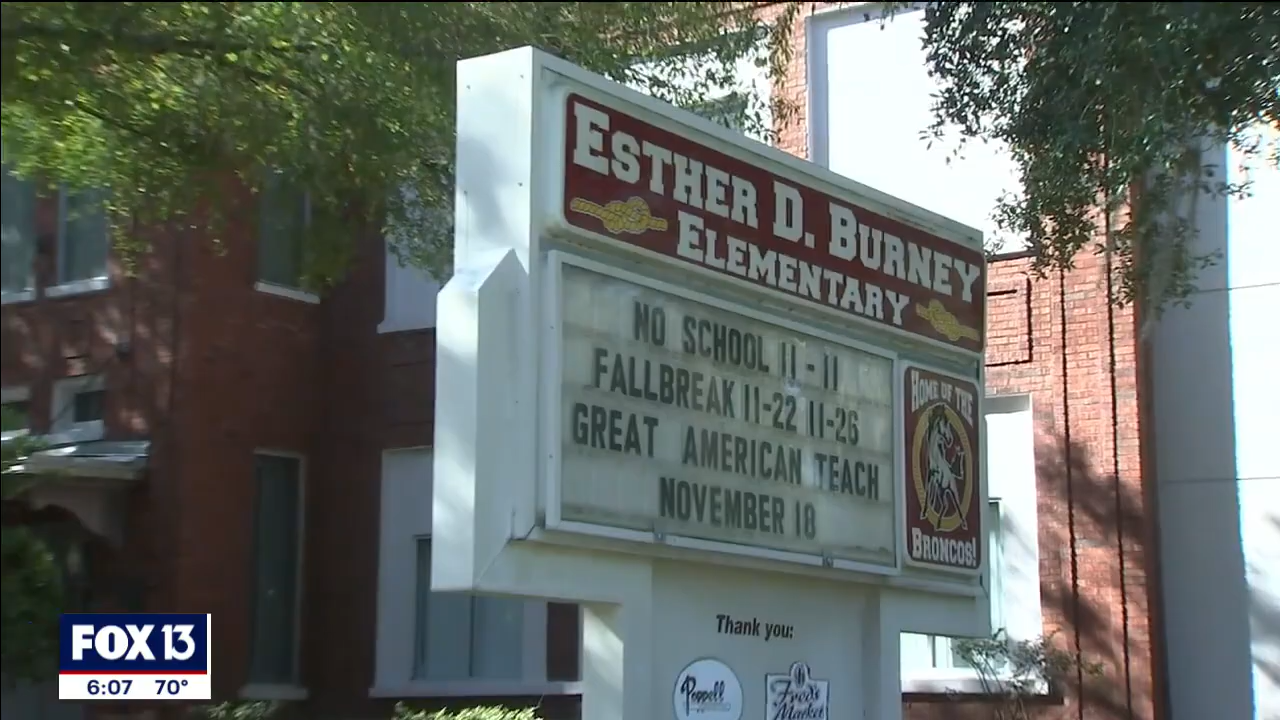 ESTHER D. BURNEY
ELEMENTARY
NO SCHOOL 11-11
FALLBREAK 11-22 11-26
GREAT AMERICAN TEACH
NOVEMBER 18
HOME OF THE
BRONCOS!
Thank you:
Poppell
Fred's
Market
FOX 13
6:07 70°